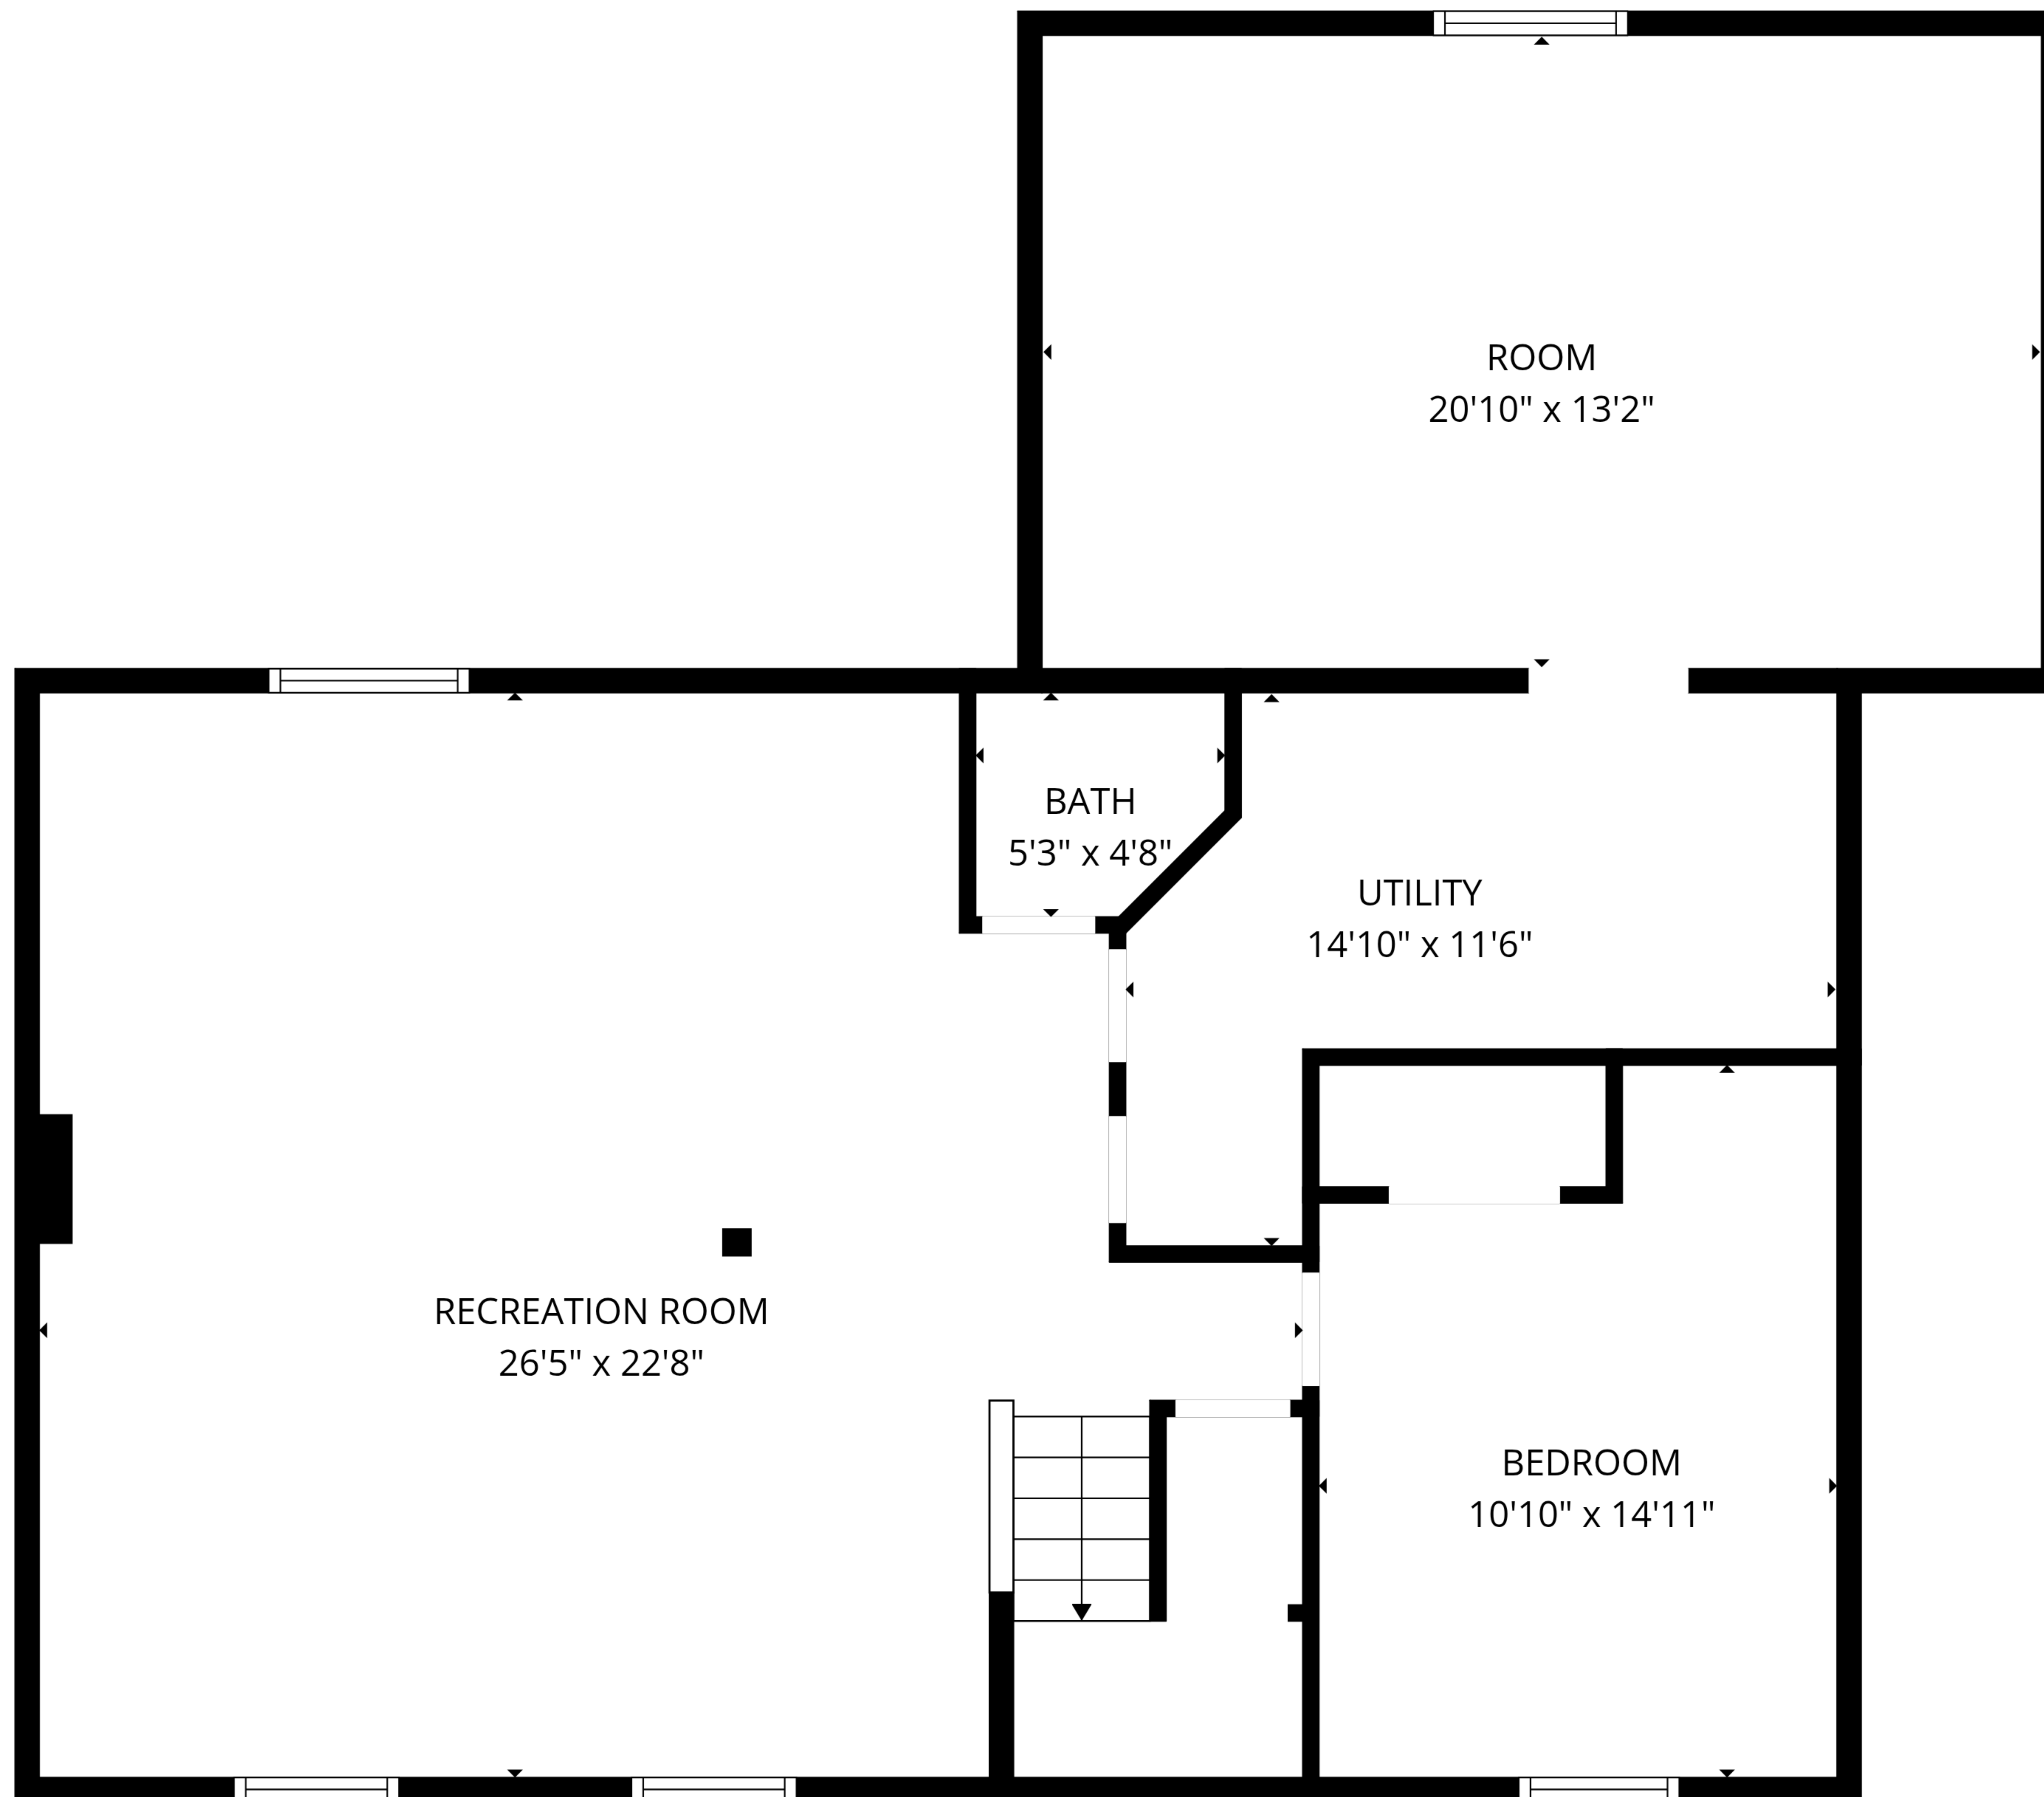 ROOM
20'10" x 13'2"
BATH
5'3" x 4'8"
UTILITY
14'10" x 11'6"
RECREATION ROOM
26'5" x 22'8"
BEDROOM
10'10" x 14'11"